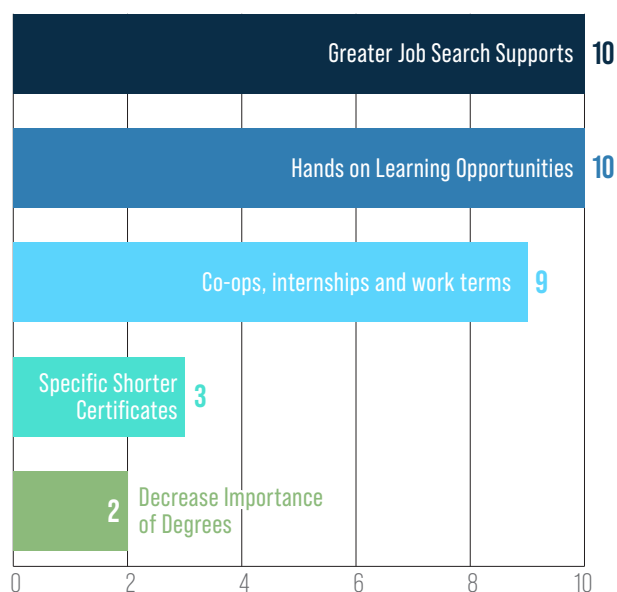 Greater Job Search Supports 10
Hands on Learning Opportunities 10
Co-ops, internships and work terms 9
Specific Shorter
Certificates 3
2 Decrease Importance
of Degrees
0 2 4 6 8 10